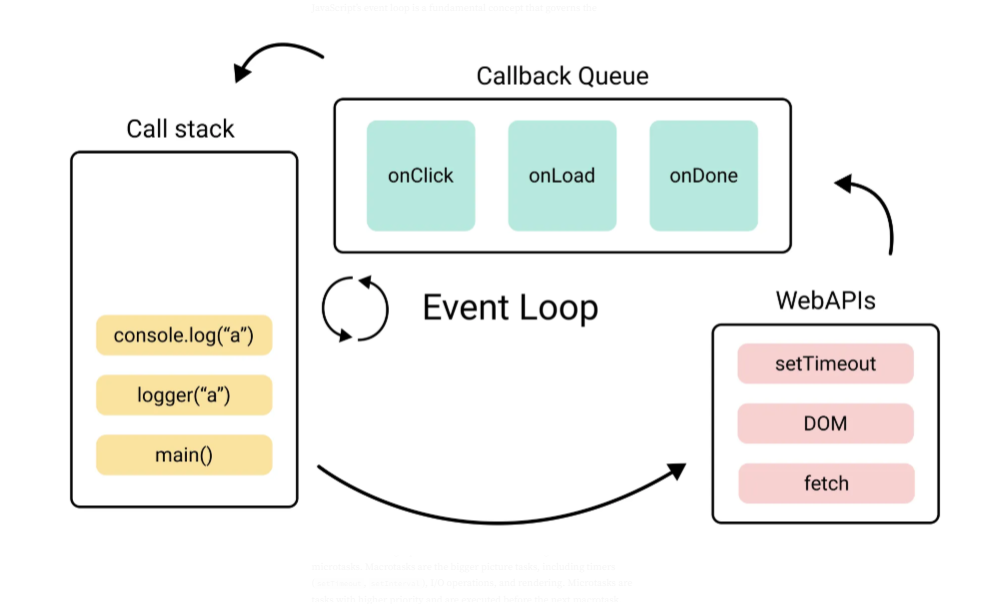 Callback Queue
onClick
onLoad
onDone
Call stack
console.log(“a”)
logger(“a”)
main()
Event Loop
WebAPIs
setTimeout
DOM
fetch